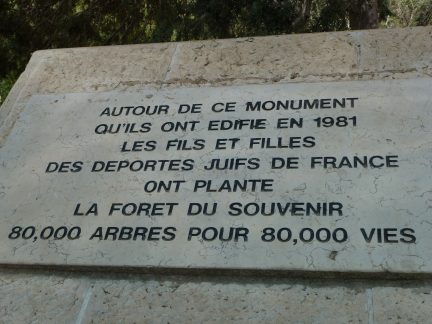 AUTOUR DE CE MONUMENT
QU'ILS ONT EDIFIE EN 1981
LES FILS ET FILLES
DES DEPORTES JUIFS DE FRANCE
ONT PLANTE
LA FORET DU SOUVENIR
80,000 ARBRES POUR 80,000 VIES